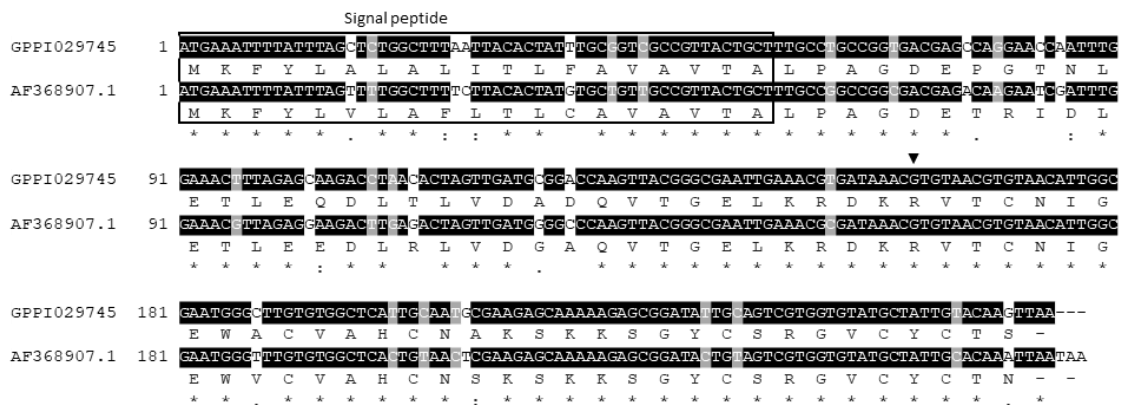 Signal peptide
GPPI029745 1 ATGAAATTTTATTTAGCTCTGGCTTTAATTACACTATTTGCGGTCGCCGTTACTGCTTTGCCTGCCGGTGACGAGCCAGGAACCAATTTG
M K F Y L A L A L I T L F A V A V T A L P A G D E P G T N L
AF368907.1 1 ATGAAATTTTATTTAGTTTTGGCTTTTCTTACACTATGTGCTGTTGCCGTTACTGCTTTGCCGGCCGGCGACGAGACAAGAATCGATTTG
M K F Y L V L A F L T L C A V A V T A L P A G D E T R I D L
* * * * * . * * : : * * * * * * * * * * * * * * . : *
GPPI029745 91 GAAACTTTAGAGCAAGACCTAACACTAGTTGATGCGGACCAAGTTACGGGCGAATTGAAACGTGATAAACGTGTAACGTGTAACATTGGC
E T L E Q D L T L V D A D Q V T G E L K R D K R V T C N I G
AF368907.1 91 GAAACGTTAGAGGAAGACTTGAGACTAGTTGATGGGGCCCAAGTTACGGGCGAATTGAAACGCGATAAACGTGTAACGTGTAACATTGGC
E T L E E D L R L V D G A Q V T G E L K R D K R V T C N I G
* * * * : * * * * * . * * * * * * * * * * * * * * * * *
GPPI029745 181 GAATGGGCTTGTGTGGCTCATTGCAATGCGAAGAGCAAAAAGAGCGGATATTGCAGTCGTGGTGTATGCTATTGTACAAGTTAA---
E W A C V A H C N A K S K K S G Y C S R G V C Y C T S -
AF368907.1 181 GAATGGGTTTGTGTGGCTCACTGTAACTCGAAGAGCAAAAAGAGCGGATACTGTAGTCGTGGTGTATGCTATTGCACAAATTAATAA
E W V C V A H C N S K S K K S G Y C S R G V C Y C T N - -
* * . * * * * * * : * * * * * * * * * * * * * * * * . *